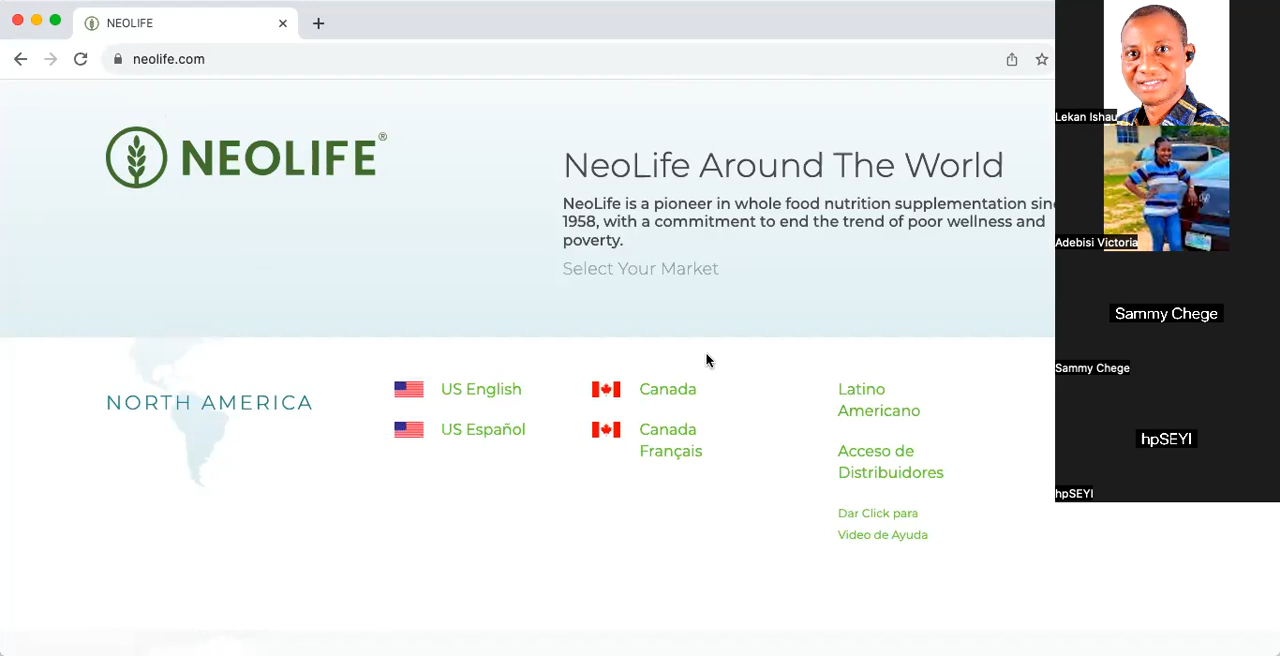 NEOLIFE
neolife.com
NEOLIFE®
NeoLife Around The World
NeoLife is a pioneer in whole food nutrition supplementation sin
1958, with a commitment to end the trend of poor wellness and
poverty.
Select Your Market
NORTH AMERICA
US English
US Español
Canada
Canada
Français
Latino
Americano
Acceso de
Distribuidores
Dar Click para
Video de Ayuda
Lekan Ishau
Adebisi Victoria
Sammy Chege
Sammy Chege
hpSEYI
hpSEYI